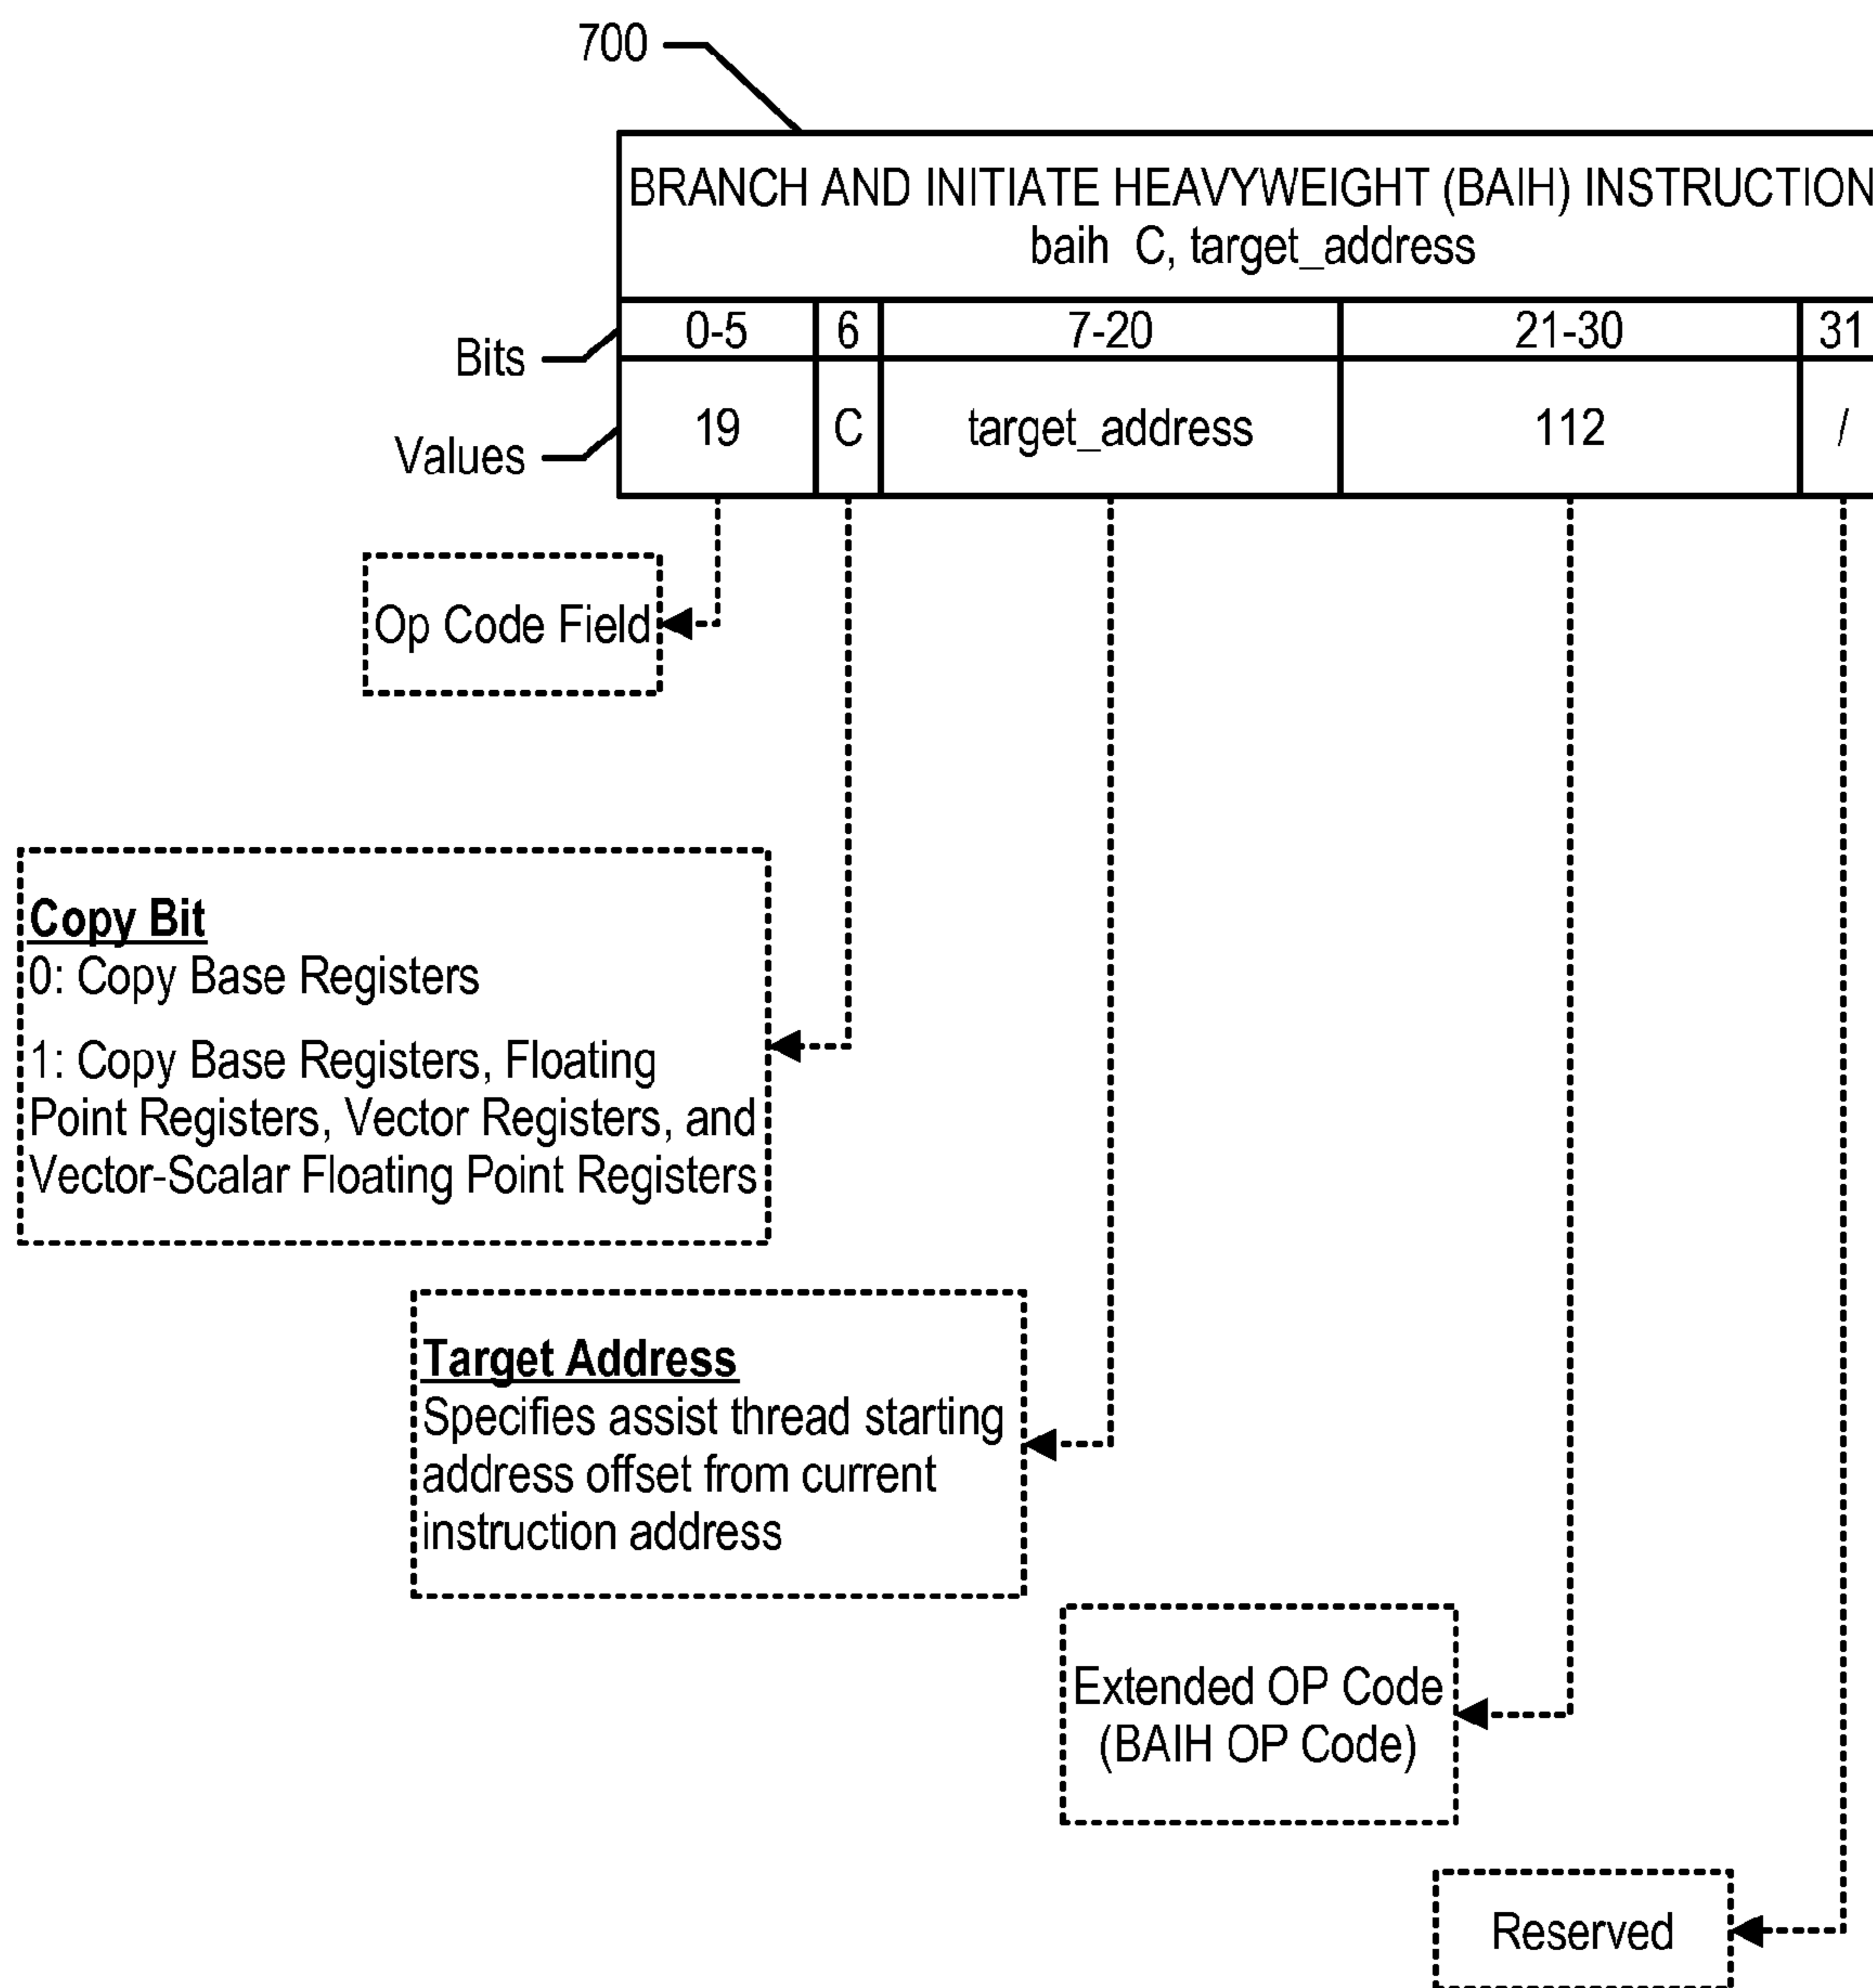 700
BRANCH AND INITIATE HEAVYWEIGHT (BAIH) INSTRUCTION
baih C, target_address
Bits
0-5 6 7-20 21-30 31
Values
19 C target_address 112 /
Op Code Field
Copy Bit
0: Copy Base Registers
1: Copy Base Registers, Floating
Point Registers, Vector Registers, and
Vector-Scalar Floating Point Registers
Target Address
Specifies assist thread starting
address offset from current
instruction address
Extended OP Code
(BAIH OP Code)
Reserved